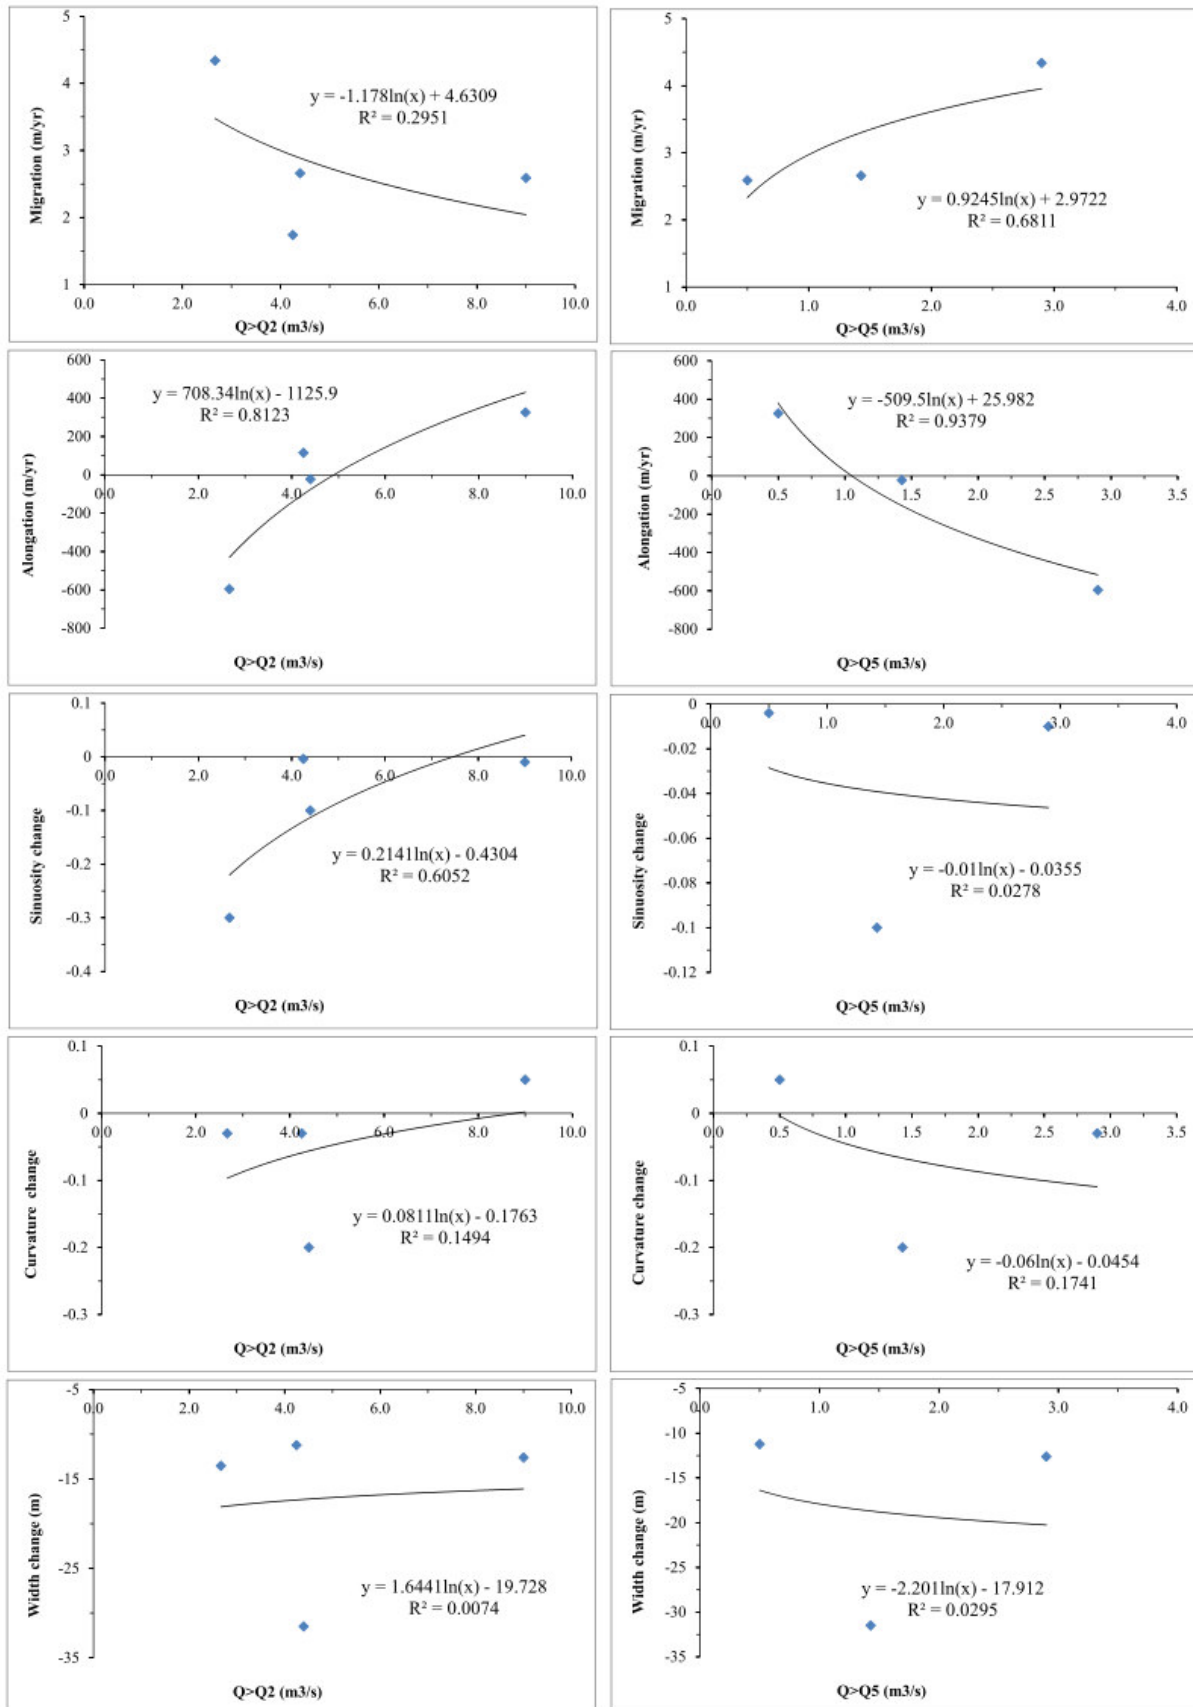 5
4
3
2
1
Migration (m/yr)
y = -1.178ln(x) + 4.6309
R² = 0.2951
0.0 2.0 4.0 6.0 8.0 10.0
Q>Q2 (m3/s)
5
4
3
2
1
Migration (m/yr)
y = 0.9245ln(x) + 2.9722
R² = 0.6811
0.0 1.0 2.0 3.0 4.0
Q>Q5 (m3/s)
600
400
200
0
-200
-400
-600
-800
Alongation (m/yr)
y = 708.34ln(x) - 1125.9
R² = 0.8123
0.0 2.0 4.0 6.0 8.0 10.0
Q>Q2 (m3/s)
600
400
200
0
-200
-400
-600
-800
Alongation (m/yr)
y = -509.5ln(x) + 25.982
R² = 0.9379
0.0 0.5 1.0 1.5 2.0 2.5 3.0 3.5
Q>Q5 (m3/s)
0.1
0
-0.1
-0.2
-0.3
-0.4
Sinuosity change
0.0 2.0 4.0 6.0 8.0 10.0
y = 0.2141ln(x) - 0.4304
R² = 0.6052
Q>Q2 (m3/s)
0
-0.02
-0.04
-0.06
-0.08
-0.1
-0.12
Sinuosity change
0.0 1.0 2.0 3.0 4.0
y = -0.01ln(x) - 0.0355
R² = 0.0278
Q>Q5 (m3/s)
0.1
0
-0.1
-0.2
-0.3
Curvature change
0.0 2.0 4.0 6.0 8.0 10.0
y = 0.0811ln(x) - 0.1763
R² = 0.1494
Q>Q2 (m3/s)
0.1
0
-0.1
-0.2
-0.3
Curvature change
0.0 0.5 1.0 1.5 2.0 2.5 3.0 3.5
y = -0.06ln(x) - 0.0454
R² = 0.1741
Q>Q5 (m3/s)
-5
-15
-25
-35
Width change (m)
0.0 2.0 4.0 6.0 8.0 10.0
y = 1.6441ln(x) - 19.728
R² = 0.0074
Q>Q2 (m3/s)
-5
-10
-15
-20
-25
-30
-35
Width change (m)
0.0 1.0 2.0 3.0 4.0
y = -2.201ln(x) - 17.912
R² = 0.0295
Q>Q5 (m3/s)